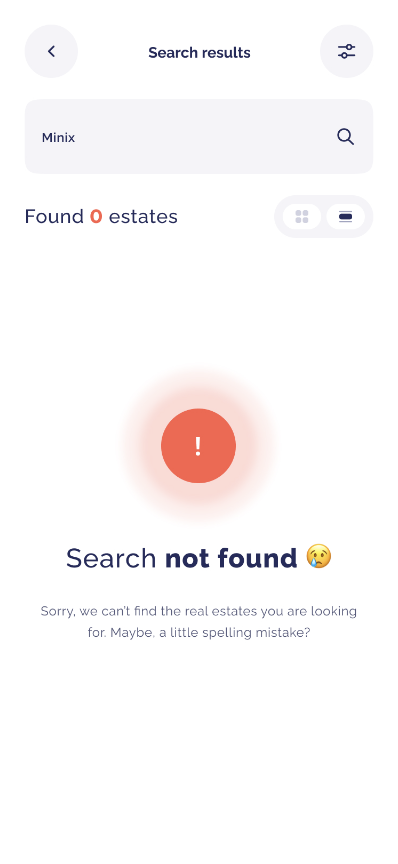 Search results
Minix
Found 0 estates
!
Search not found 😢
Sorry, we can't find the real estates you are looking
for. Maybe, a little spelling mistake?